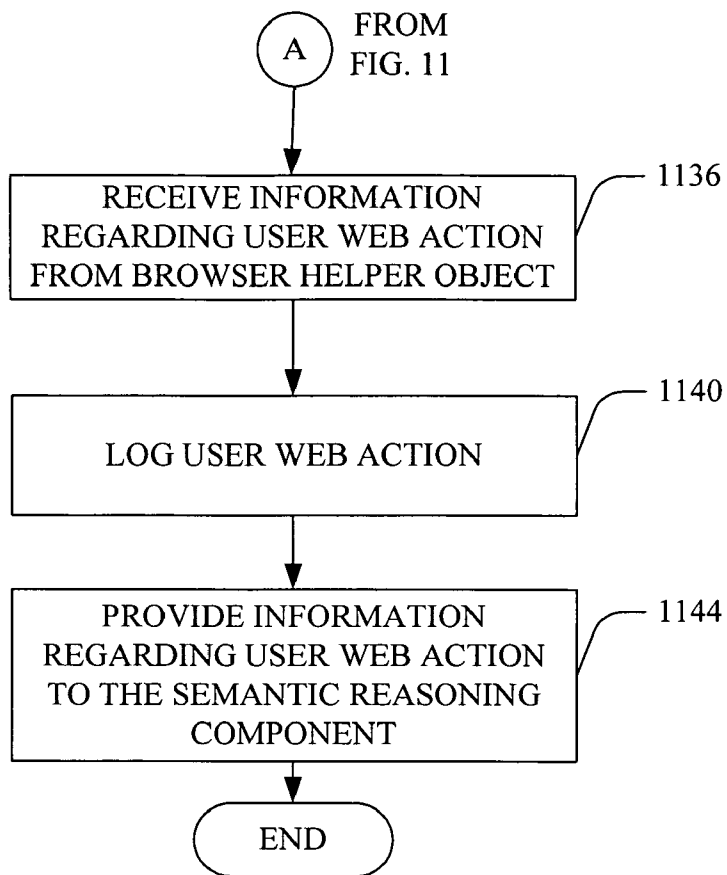 A
FROM
FIG. 11
RECEIVE INFORMATION
REGARDING USER WEB ACTION
FROM BROWSER HELPER OBJECT
1136
LOG USER WEB ACTION
1140
PROVIDE INFORMATION
REGARDING USER WEB ACTION
TO THE SEMANTIC REASONING
COMPONENT
1144
END